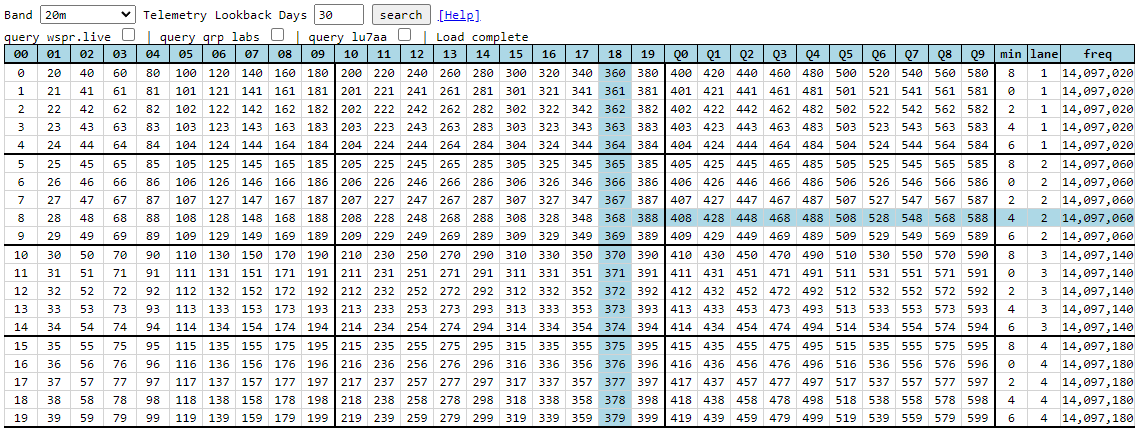 Band 20m Telemetry Lookback Days 30 search [Help]
query wspr.live | query qrp labs | query lu7aa | Load complete
00 01 02 03 04 05 06 07 08 09 10 11 12 13 14 15 16 17 18 19 Q0 Q1 Q2 Q3 Q4 Q5 Q6 Q7 Q8 Q9 min lane freq
0 20 40 60 80 100 120 140 160 180 200 220 240 260 280 300 320 340 360 380 400 420 440 460 480 500 520 540 560 580 8 1 14,097,020
1 21 41 61 81 101 121 141 161 181 201 221 241 261 281 301 321 341 361 381 401 421 441 461 481 501 521 541 561 581 0 1 14,097,020
2 22 42 62 82 102 122 142 162 182 202 222 242 262 282 302 322 342 362 382 402 422 442 462 482 502 522 542 562 582 2 1 14,097,020
3 23 43 63 83 103 123 143 163 183 203 223 243 263 283 303 323 343 363 383 403 423 443 463 483 503 523 543 563 583 4 1 14,097,020
4 24 44 64 84 104 124 144 164 184 204 224 244 264 284 304 324 344 364 384 404 424 444 464 484 504 524 544 564 584 6 1 14,097,020
5 25 45 65 85 105 125 145 165 185 205 225 245 265 285 305 325 345 365 385 405 425 445 465 485 505 525 545 565 585 8 2 14,097,060
6 26 46 66 86 106 126 146 166 186 206 226 246 266 286 306 326 346 366 386 406 426 446 466 486 506 526 546 566 586 0 2 14,097,060
7 27 47 67 87 107 127 147 167 187 207 227 247 267 287 307 327 347 367 387 407 427 447 467 487 507 527 547 567 587 2 2 14,097,060
8 28 48 68 88 108 128 148 168 188 208 228 248 268 288 308 328 348 368 388 408 428 448 468 488 508 528 548 568 588 4 2 14,097,060
9 29 49 69 89 109 129 149 169 189 209 229 249 269 289 309 329 349 369 389 409 429 449 469 489 509 529 549 569 589 6 2 14,097,060
10 30 50 70 90 110 130 150 170 190 210 230 250 270 290 310 330 350 370 390 410 430 450 470 490 510 530 550 570 590 8 3 14,097,140
11 31 51 71 91 111 131 151 171 191 211 231 251 271 291 311 331 351 371 391 411 431 451 471 491 511 531 551 571 591 0 3 14,097,140
12 32 52 72 92 112 132 152 172 192 212 232 252 272 292 312 332 352 372 392 412 432 452 472 492 512 532 552 572 592 2 3 14,097,140
13 33 53 73 93 113 133 153 173 193 213 233 253 273 293 313 333 353 373 393 413 433 453 473 493 513 533 553 573 593 4 3 14,097,140
14 34 54 74 94 114 134 154 174 194 214 234 254 274 294 314 334 354 374 394 414 434 454 474 494 514 534 554 574 594 6 3 14,097,140
15 35 55 75 95 115 135 155 175 195 215 235 255 275 295 315 335 355 375 395 415 435 455 475 495 515 535 555 575 595 8 4 14,097,180
16 36 56 76 96 116 136 156 176 196 216 236 256 276 296 316 336 356 376 396 416 436 456 476 496 516 536 556 576 596 0 4 14,097,180
17 37 57 77 97 117 137 157 177 197 217 237 257 277 297 317 337 357 377 397 417 437 457 477 497 517 537 557 577 597 2 4 14,097,180
18 38 58 78 98 118 138 158 178 198 218 238 258 278 298 318 338 358 378 398 418 438 458 478 498 518 538 558 578 598 4 4 14,097,180
19 39 59 79 99 119 139 159 179 199 219 239 259 279 299 319 339 359 379 399 419 439 459 479 499 519 539 559 579 599 6 4 14,097,180